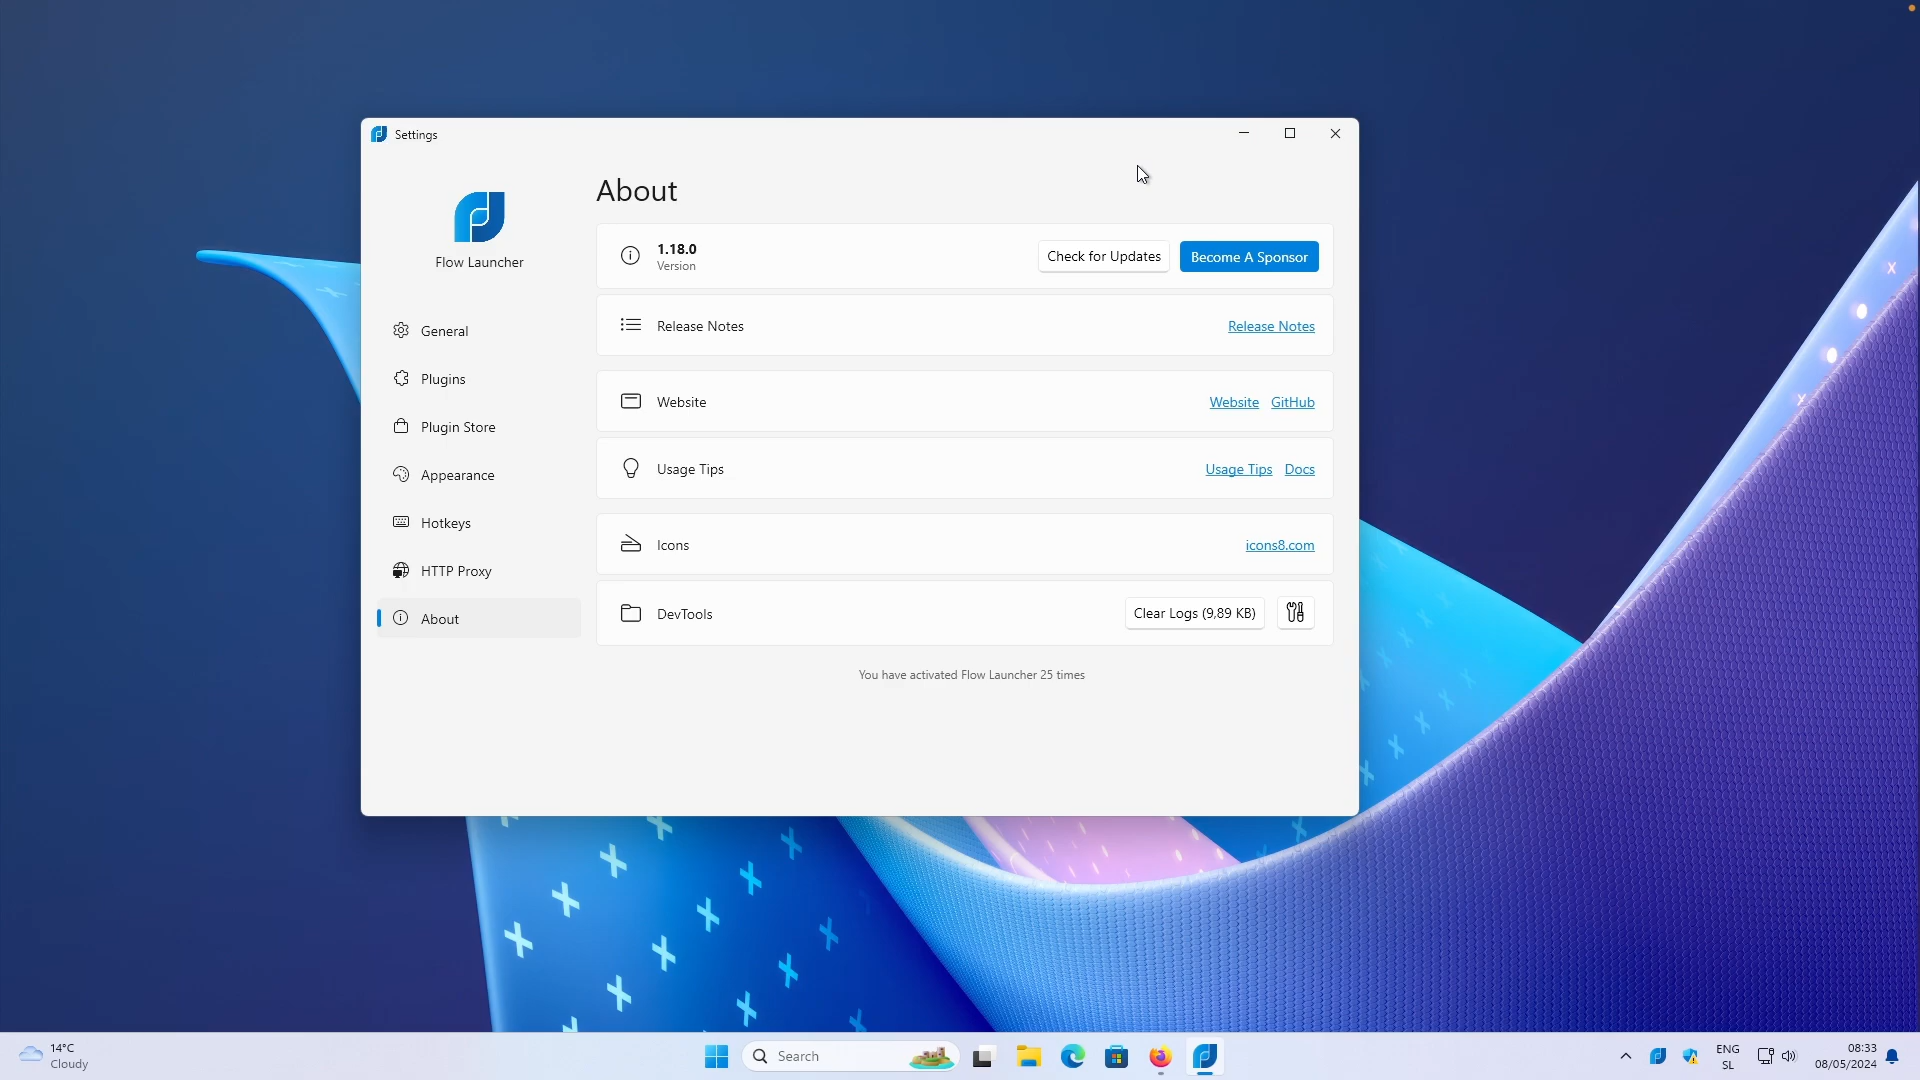 Settings
Flow Launcher
General
Plugins
Plugin Store
Appearance
Hotkeys
HTTP Proxy
About
About
1.18.0
Version
Check for Updates
Become A Sponsor
Release Notes
Release Notes
Website
Website GitHub
Usage Tips
Usage Tips Docs
Icons
icons8.com
DevTools
Clear Logs (9,89 KB)
You have activated Flow Launcher 25 times
14°C
Cloudy
Search
ENG
SL
08:33
08/05/2024